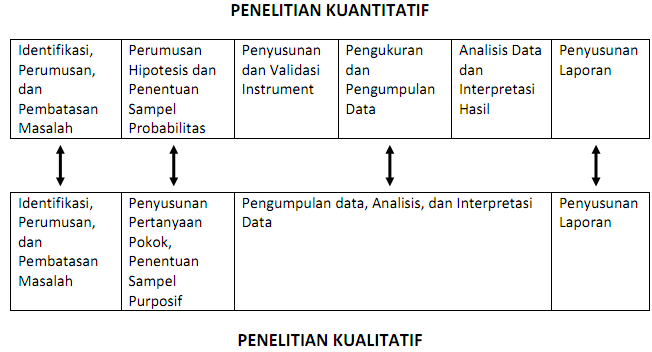 PENELITIAN KUANTITATIF
Identifikasi,
Perumusan,
dan
Pembatasan
Masalah
Perumusan
Hipotesis dan
Penentuan
Sampel
Probabilitas
Penyusunan
dan Validasi
Instrument
Pengukuran
dan
Pengumpulan
Data
Analisis Data
dan
Interpretasi
Hasil
Penyusunan
Laporan
Identifikasi,
Perumusan,
dan
Pembatasan
Masalah
Penyusunan
Pertanyaan
Pokok,
Penentuan
Sampel
Purposif
Pengumpulan data, Analisis, dan Interpretasi
Data
Penyusunan
Laporan
PENELITIAN KUALITATIF